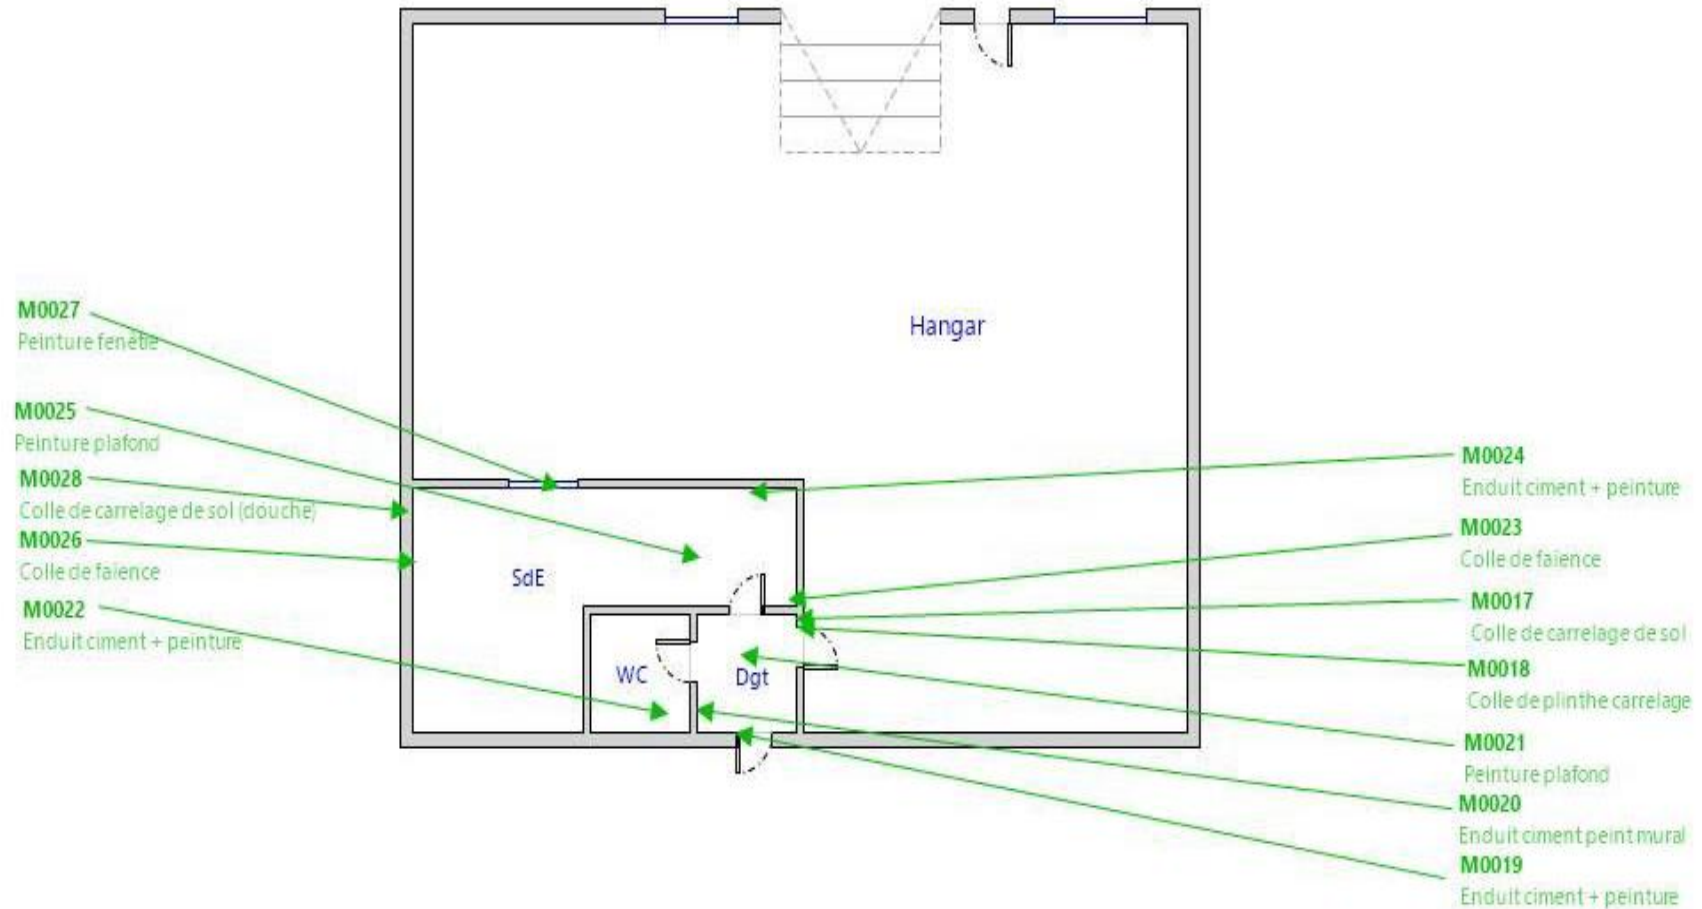 Hangar
M0027
Peinture fenêtre
M0025
Peinture plafond
M0028
Colle de carrelage de sol (douche)
M0026
Colle de faïence
M0022
Enduit ciment + peinture
SdE
WC
Dgt
M0024
Enduit ciment + peinture
M0023
Colle de faïence
M0017
Colle de carrelage de sol
M0018
Colle de plinthe carrelage
M0021
Peinture plafond
M0020
Enduit ciment peint mural
M0019
Enduit ciment + peinture